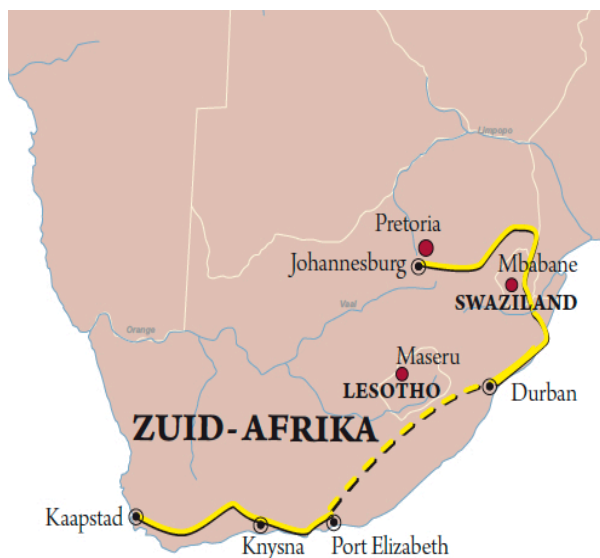 Limpopo
Pretoria
Johannesburg
Mbabane
SWAZILAND
Vaal
Orange
Maseru
LESOTHO
Durban
ZUID-AFRIKA
Kaapstad
Knysna
Port Elizabeth